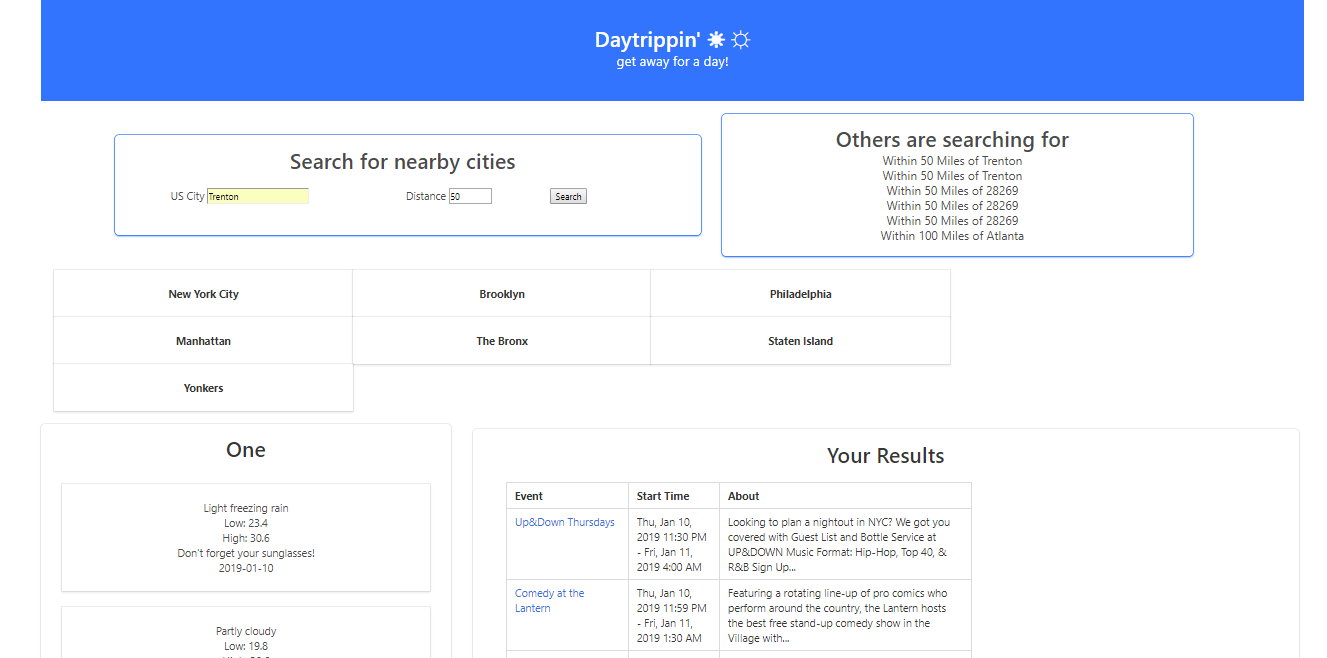 Daytrippin'
get away for a day!
Search for nearby cities
US City Trenton Distance 50 Search
Others are searching for
Within 50 Miles of Trenton
Within 50 Miles of Trenton
Within 50 Miles of 28269
Within 50 Miles of 28269
Within 50 Miles of 28269
Within 100 Miles of Atlanta
New York City Brooklyn Philadelphia
Manhattan The Bronx Staten Island
Yonkers
One
Light freezing rain
Low: 23.4
High: 30.6
Don't forget your sunglasses!
2019-01-10
Partly cloudy
Low: 19.8
Your Results
Event Start Time About
Up&Down Thursdays
Thu, Jan 10,
2019 11:30 PM
- Fri, Jan 11,
2019 4:00 AM
Looking to plan a nightout in NYC? We got you
covered with Guest List and Bottle Service at
UP&DOWN Music Format: Hip-Hop, Top 40, &
R&B Sign Up...
Comedy at the
Lantern
Thu, Jan 10,
2019 11:59 PM
- Fri, Jan 11,
2019 1:30 AM
Featuring a rotating line-up of pro comics who
perform around the country, the Lantern hosts
the best free stand-up comedy show in the
Village with...